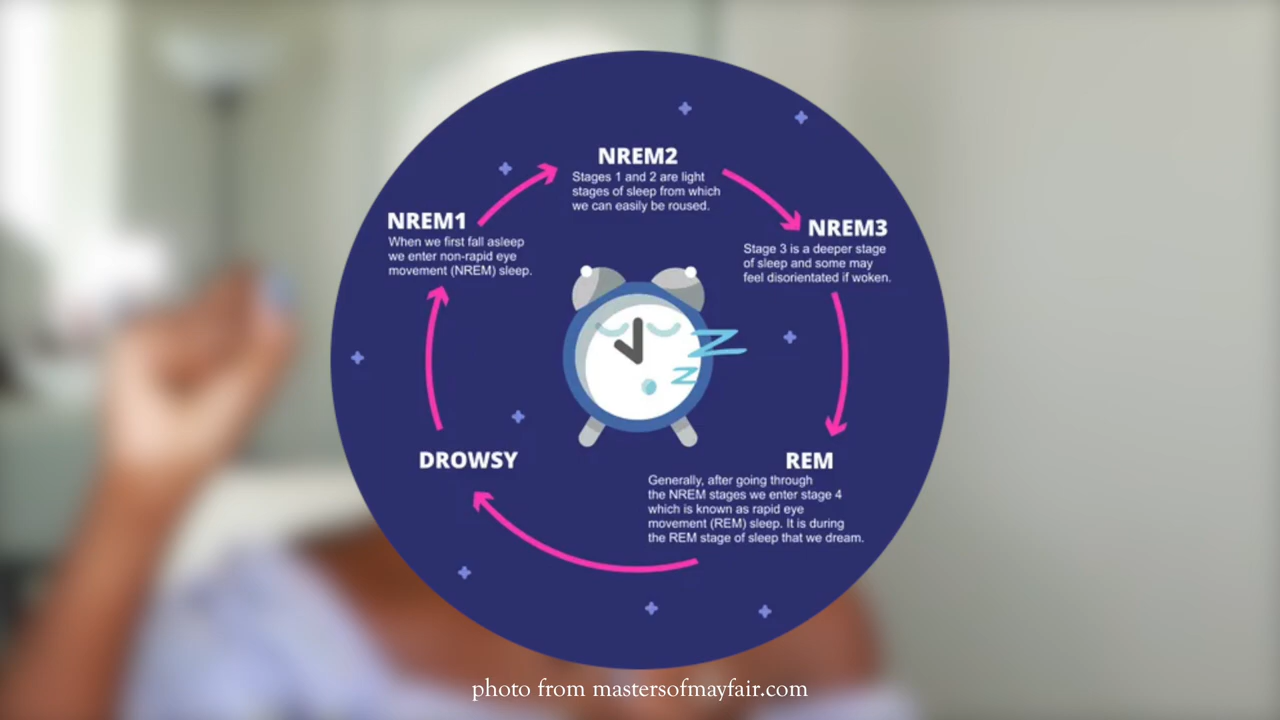 NREM2
Stages 1 and 2 are light
stages of sleep from which
we can easily be roused.
NREM1
When we first fall asleep
we enter non-rapid eye
movement (NREM) sleep.
NREM3
Stage 3 is a deeper stage
of sleep and some may
feel disorientated if woken.
Z
Z
DROWSY
REM
Generally, after going through
the NREM stages we enter stage 4
which is known as rapid eye
movement (REM) sleep. It is during
the REM stage of sleep that we dream.
photo from mastersofmayfair.com